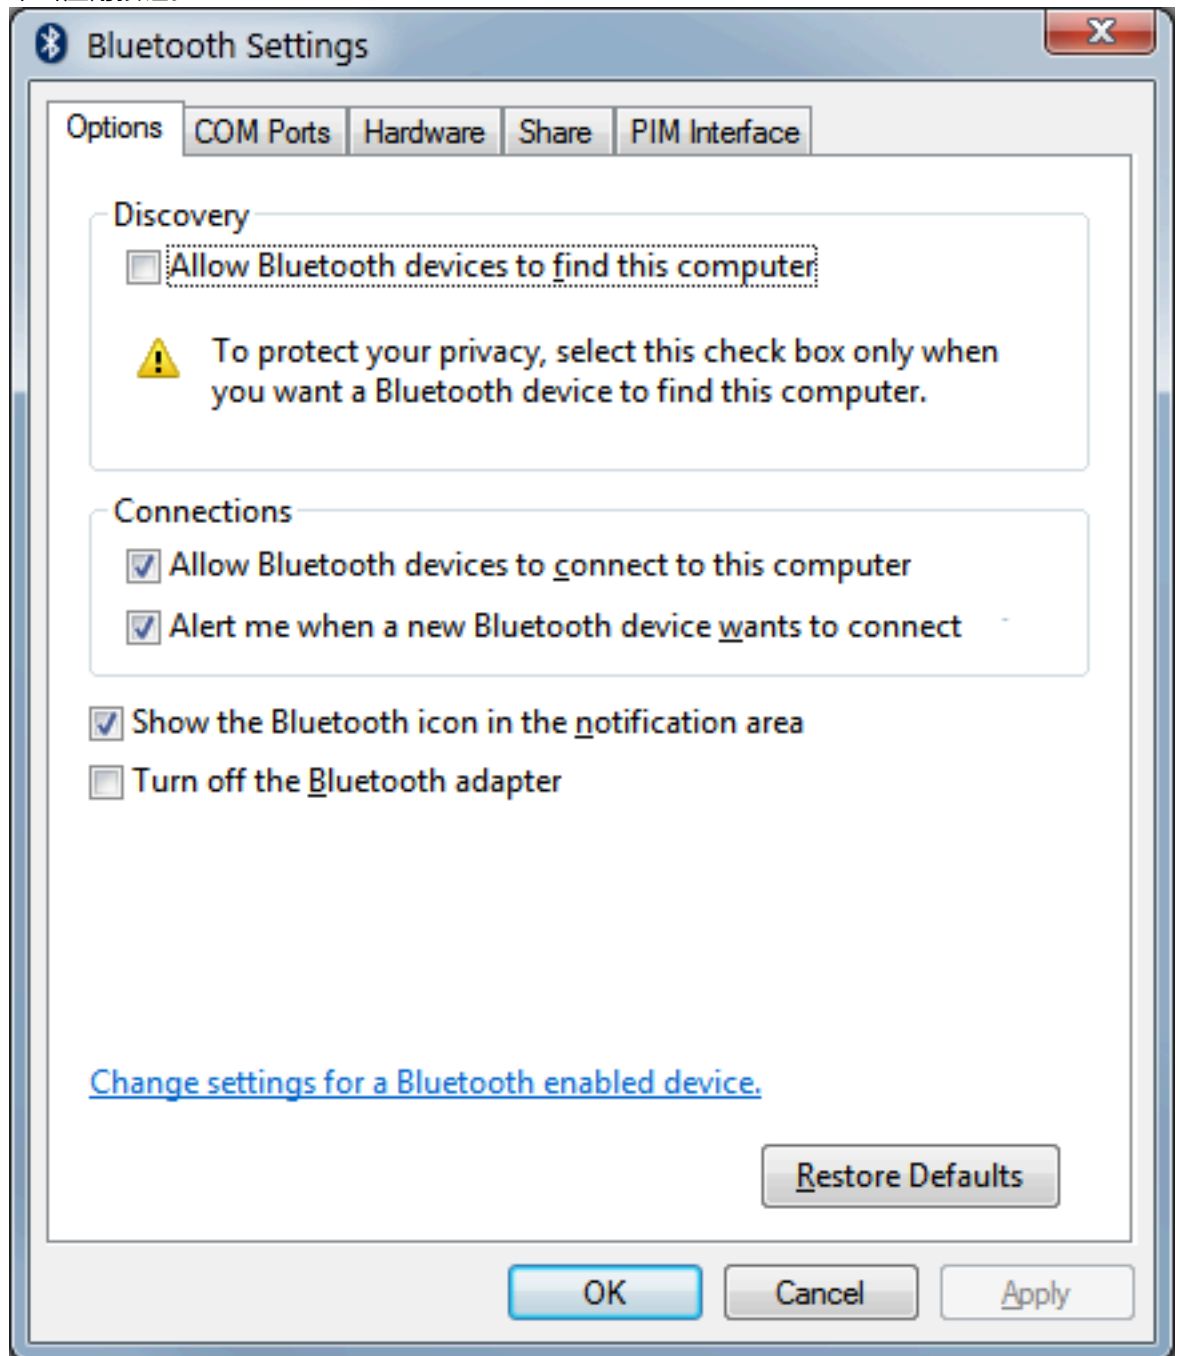 Bluetooth Settings
Options COM Ports Hardware Share PIM Interface
Discovery
Allow Bluetooth devices to find this computer
To protect your privacy, select this check box only when
you want a Bluetooth device to find this computer.
Connections
Allow Bluetooth devices to connect to this computer
Alert me when a new Bluetooth device wants to connect
Show the Bluetooth icon in the notification area
Turn off the Bluetooth adapter
Change settings for a Bluetooth enabled device.
Restore Defaults
OK Cancel Apply